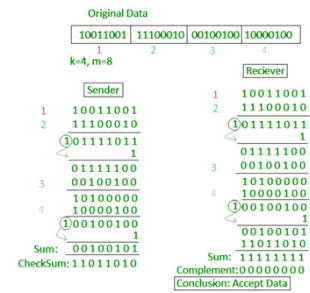 Original Data
10011001 11100010 00100100 10000100
1 2 3 4
k=4, m=8
Sender
1 10011001
2 11100010
1 01111011
1
01111100
3 00100100
10100000
4 10000100
1 00100100
1
Sum: 00100101
CheckSum: 11011010
Reciever
1 10011001
2 11100010
1 01111011
1
01111100
3 00100100
10100000
4 10000100
1 00100100
1
00100101
11011010
Sum: 11111111
Complement: 00000000
Conclusion: Accept Data